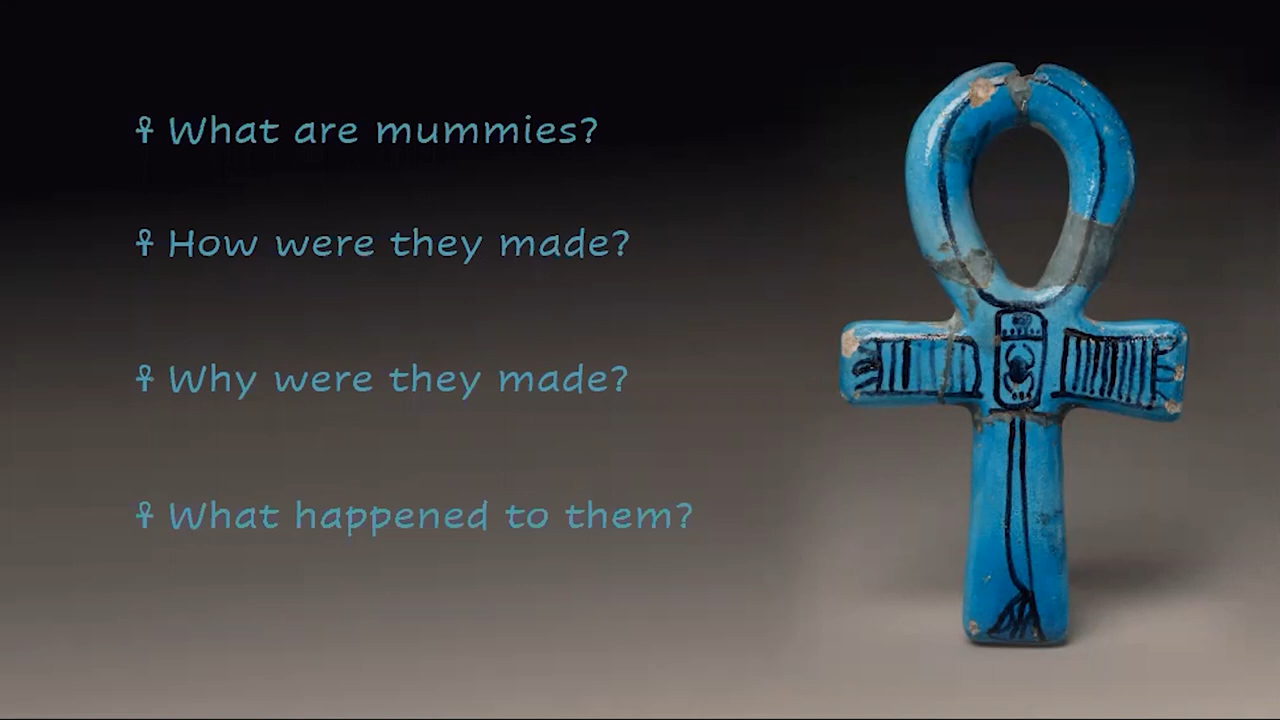 ☥ What are mummies?
☥ How were they made?
☥ Why were they made?
☥ What happened to them?